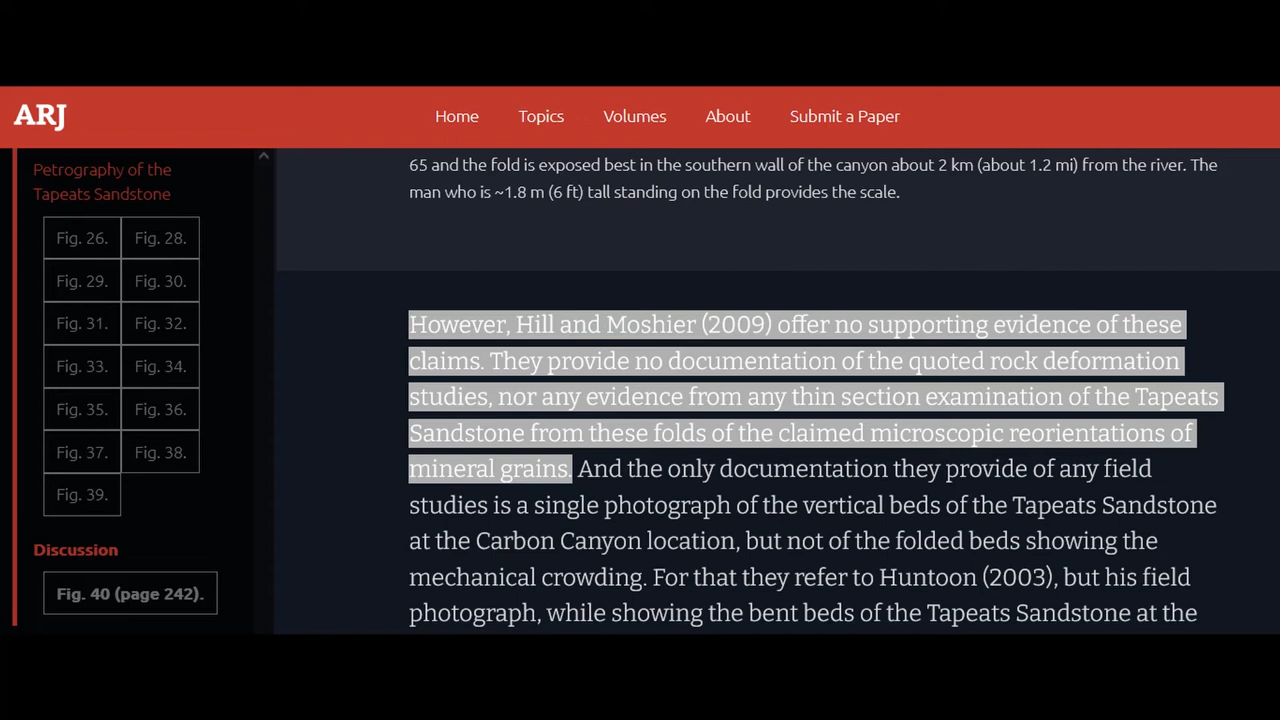 ARJ
Home
Topics
Volumes
About
Submit a Paper
Petrography of the
Tapeats Sandstone
Fig. 26.
Fig. 28.
Fig. 29.
Fig. 30.
Fig. 31.
Fig. 32.
Fig. 33.
Fig. 34.
Fig. 35.
Fig. 36.
Fig. 37.
Fig. 38.
Fig. 39.
Discussion
Fig. 40 (page 242).
65 and the fold is exposed best in the southern wall of the canyon about 2 km (about 1.2 mi) from the river. The
man who is ~1.8 m (6 ft) tall standing on the fold provides the scale.
However, Hill and Moshier (2009) offer no supporting evidence of these
claims. They provide no documentation of the quoted rock deformation
studies, nor any evidence from any thin section examination of the Tapeats
Sandstone from these folds of the claimed microscopic reorientations of
mineral grains. And the only documentation they provide of any field
studies is a single photograph of the vertical beds of the Tapeats Sandstone
at the Carbon Canyon location, but not of the folded beds showing the
mechanical crowding. For that they refer to Huntoon (2003), but his field
photograph, while showing the bent beds of the Tapeats Sandstone at the